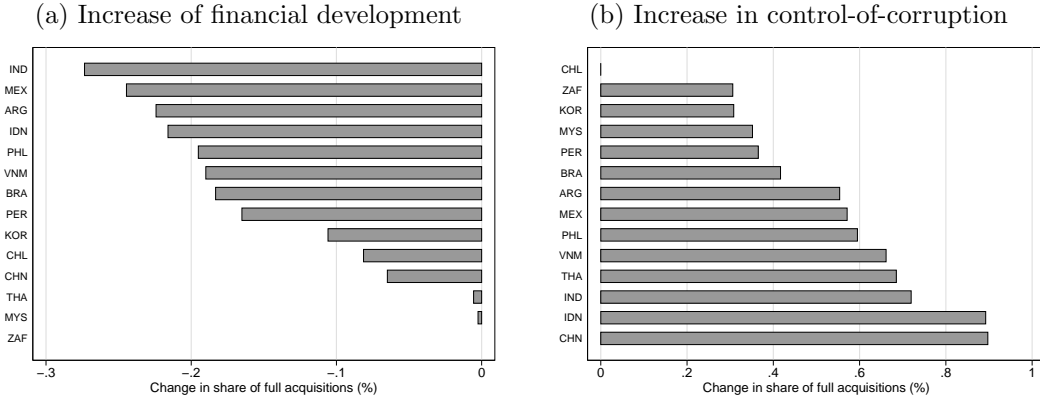 (a) Increase of financial development
IND
MEX
ARG
IDN
PHL
VNM
BRA
PER
KOR
CHL
CHN
THA
MYS
ZAF
−.3 −.2 −.1 0
Change in share of full acquisitions (%)
(b) Increase in control-of-corruption
CHL
ZAF
KOR
MYS
PER
BRA
ARG
MEX
PHL
VNM
THA
IND
IDN
CHN
0 .2 .4 .6 .8 1
Change in share of full acquisitions (%)